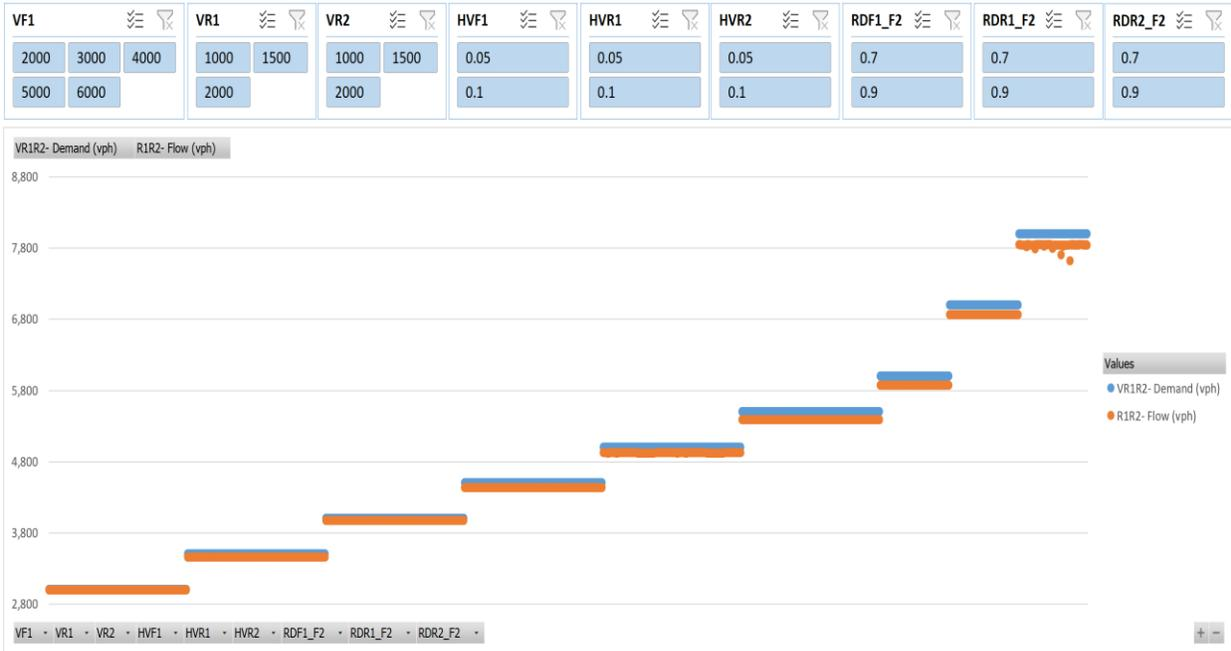 VF1 VR1 VR2 HVF1 HVR1 HVR2 RDF1_F2 RDR1_F2 RDR2_F2
2000 3000 4000 1000 1500 1000 1500 0.05 0.05 0.05 0.7 0.7 0.7
5000 6000 2000 2000 0.1 0.1 0.1 0.9 0.9 0.9
VR1R2- Demand (vph) R1R2- Flow (vph)
8,800
7,800
6,800
5,800
4,800
3,800
2,800
Values
VR1R2- Demand (vph)
R1R2- Flow (vph)
VF1 VR1 VR2 HVF1 HVR1 HVR2 RDF1_F2 RDR1_F2 RDR2_F2
+ -